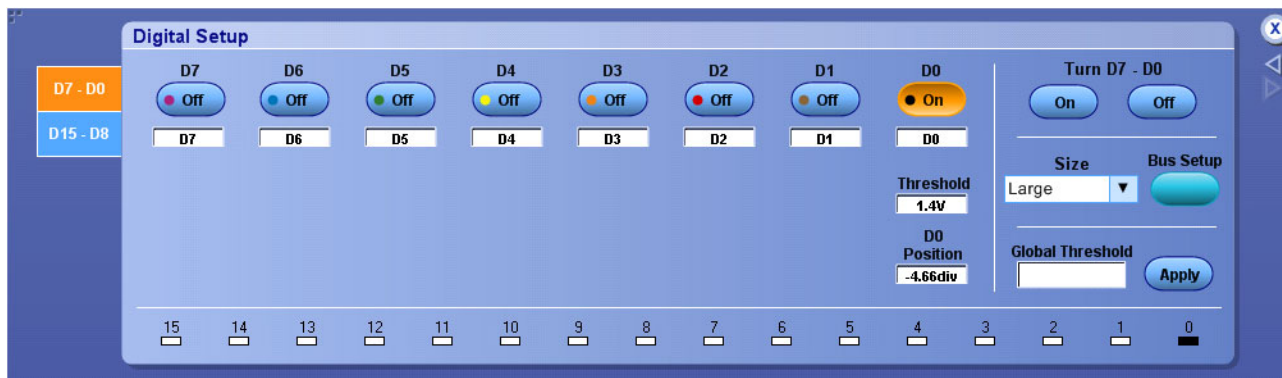 Digital Setup
X
D7 - D0
D15 - D8
D7 D6 D5 D4 D3 D2 D1 D0
Off Off Off Off Off Off Off On
D7 D6 D5 D4 D3 D2 D1 D0
Threshold
1.4V
D0
Position
-4.66div
Turn D7 - D0
On Off
Size
Large
Bus Setup
Global Threshold
Apply
15 14 13 12 11 10 9 8 7 6 5 4 3 2 1 0